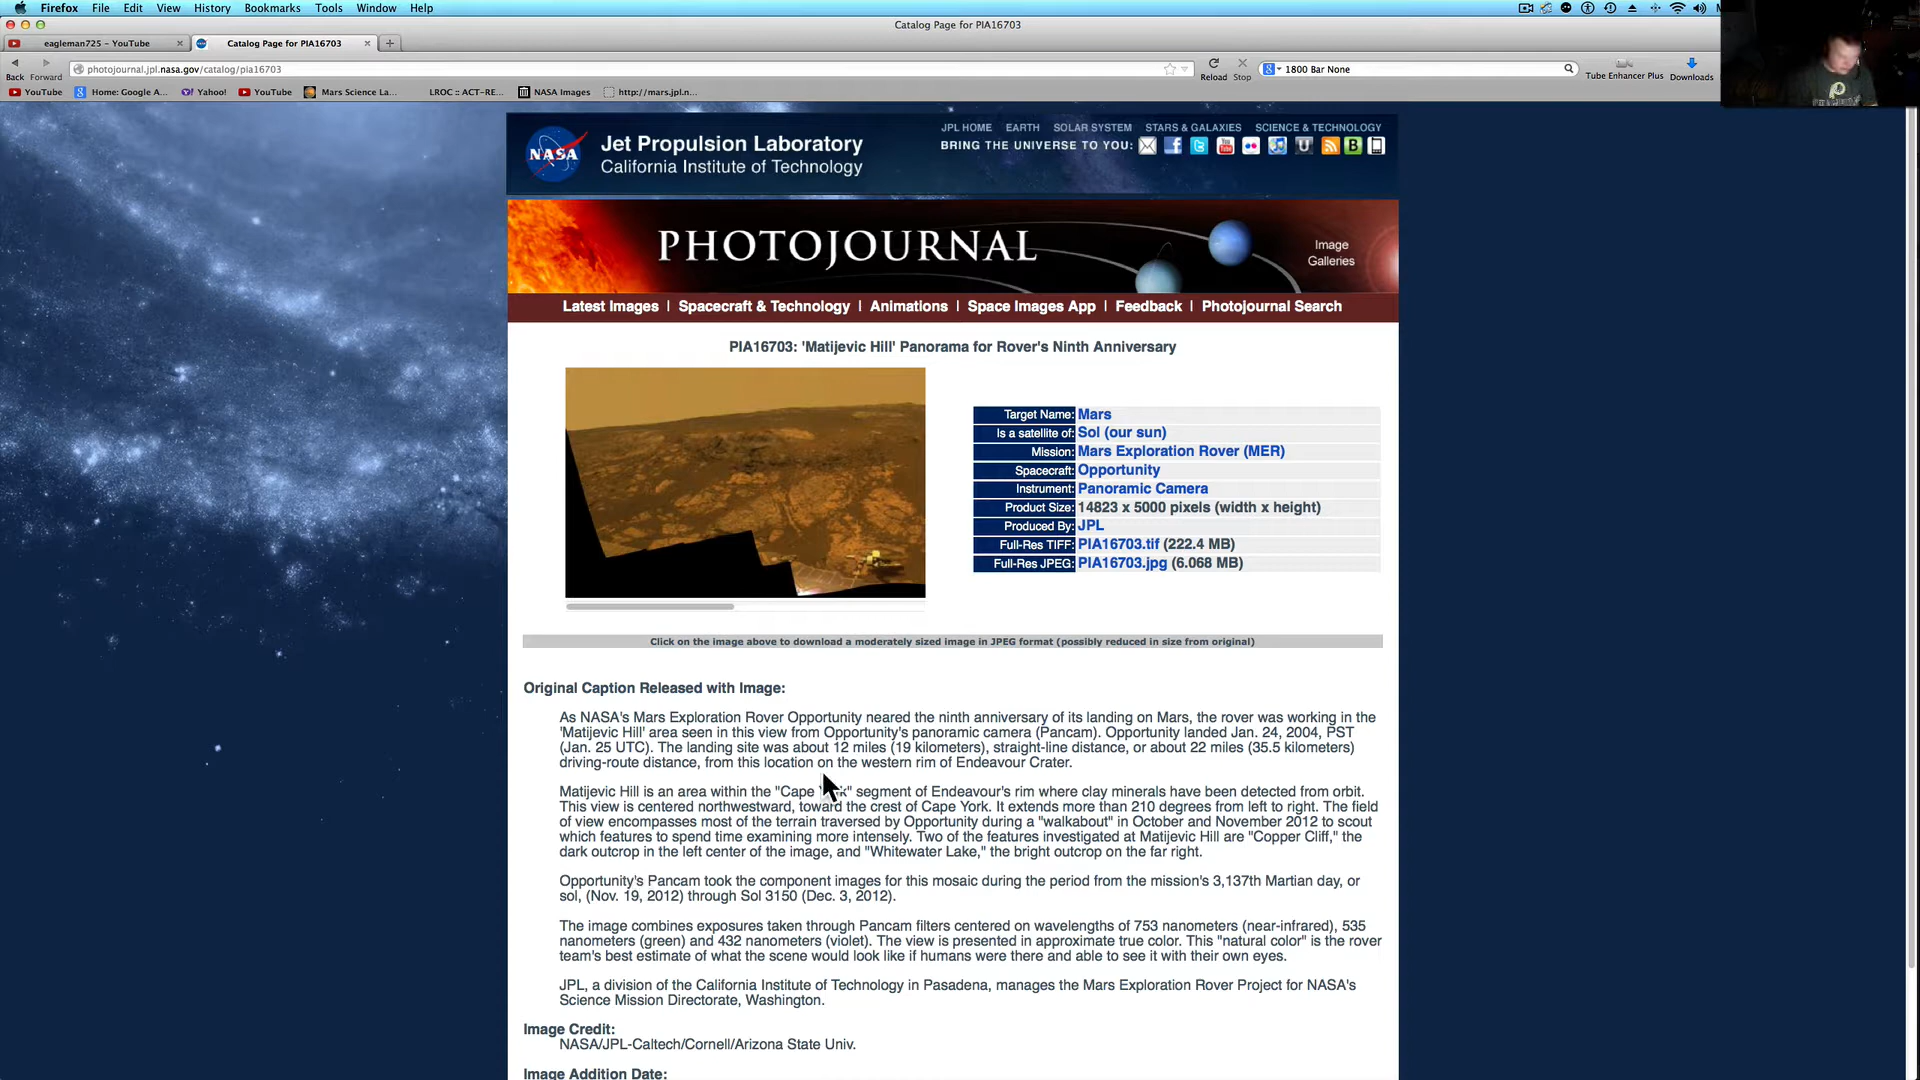 Firefox File Edit View History Bookmarks Tools Window Help
Catalog Page for PIA16703
eagleman725 - YouTube
Catalog Page for PIA16703
Back Forward
photojournal.jpl.nasa.gov/catalog/pia16703
Reload Stop
1800 Bar None
Tube Enhancer Plus Downloads
YouTube Home: Google A... Yahoo! YouTube Mars Science La... LROC :: ACT-RE... NASA Images http://mars.jpl.n...
NASA
Jet Propulsion Laboratory
California Institute of Technology
JPL HOME EARTH SOLAR SYSTEM STARS & GALAXIES SCIENCE & TECHNOLOGY
BRING THE UNIVERSE TO YOU:
PHOTOJOURNAL
Image
Galleries
Latest Images | Spacecraft & Technology | Animations | Space Images App | Feedback | Photojournal Search
PIA16703: 'Matijevic Hill' Panorama for Rover's Ninth Anniversary
Target Name: Mars
Is a satellite of: Sol (our sun)
Mission: Mars Exploration Rover (MER)
Spacecraft: Opportunity
Instrument: Panoramic Camera
Product Size: 14823 x 5000 pixels (width x height)
Produced By: JPL
Full-Res TIFF: PIA16703.tif (222.4 MB)
Full-Res JPEG: PIA16703.jpg (6.068 MB)
Click on the image above to download a moderately sized image in JPEG format (possibly reduced in size from original)
Original Caption Released with Image:
As NASA's Mars Exploration Rover Opportunity neared the ninth anniversary of its landing on Mars, the rover was working in the
'Matijevic Hill' area seen in this view from Opportunity's panoramic camera (Pancam). Opportunity landed Jan. 24, 2004, PST
(Jan. 25 UTC). The landing site was about 12 miles (19 kilometers), straight-line distance, or about 22 miles (35.5 kilometers)
driving-route distance, from this location on the western rim of Endeavour Crater.
Matijevic Hill is an area within the "Cape segment of Endeavour's rim where clay minerals have been detected from orbit.
This view is centered northwestward, toward the crest of Cape York. It extends more than 210 degrees from left to right. The field
of view encompasses most of the terrain traversed by Opportunity during a "walkabout" in October and November 2012 to scout
which features to spend time examining more intensely. Two of the features investigated at Matijevic Hill are "Copper Cliff," the
dark outcrop in the left center of the image, and "Whitewater Lake," the bright outcrop on the far right.
Opportunity's Pancam took the component images for this mosaic during the period from the mission's 3,137th Martian day, or
sol, (Nov. 19, 2012) through Sol 3150 (Dec. 3, 2012).
The image combines exposures taken through Pancam filters centered on wavelengths of 753 nanometers (near-infrared), 535
nanometers (green) and 432 nanometers (violet). The view is presented in approximate true color. This "natural color" is the rover
team's best estimate of what the scene would look like if humans were there and able to see it with their own eyes.
JPL, a division of the California Institute of Technology in Pasadena, manages the Mars Exploration Rover Project for NASA's
Science Mission Directorate, Washington.
Image Credit:
NASA/JPL-Caltech/Cornell/Arizona State Univ.
Image Addition Date: